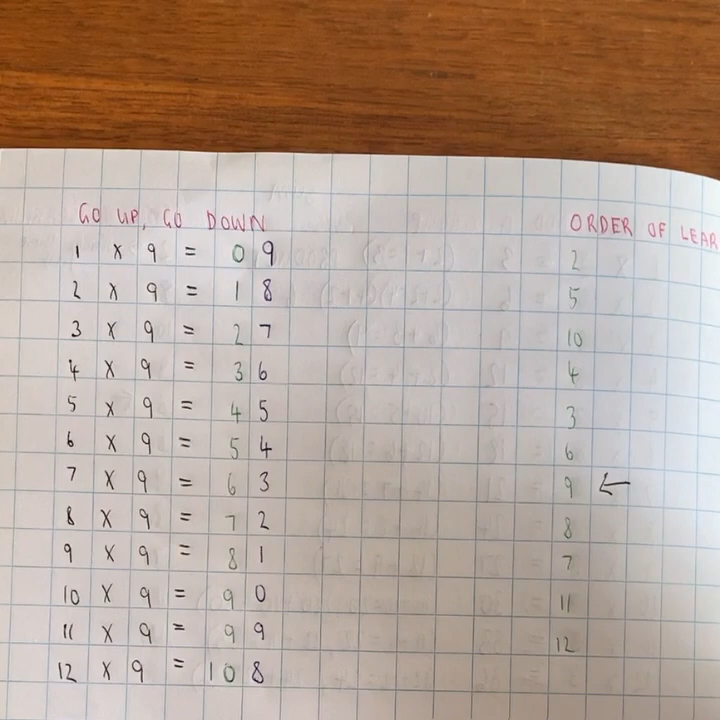 GO UP, GO DOWN
1 x 9 = 0 9
2 x 9 = 1 8
3 x 9 = 2 7
4 x 9 = 3 6
5 x 9 = 4 5
6 x 9 = 5 4
7 x 9 = 6 3
8 x 9 = 7 2
9 x 9 = 8 1
10 x 9 = 9 0
11 x 9 = 9 9
12 x 9 = 1 0 8
ORDER OF LEAR
2
5
10
4
3
6
9 ←
8
7
11
12